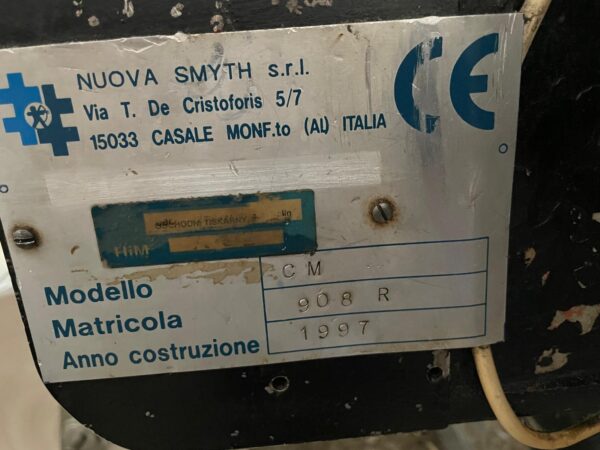 NUOVA SMYTH s.r.l.
Via T. De Cristoforis 5/7
15033 CASALE MONF.to (AL) ITALIA
CE
HiM
Modello CM
Matricola 908 R
Anno costruzione 1997